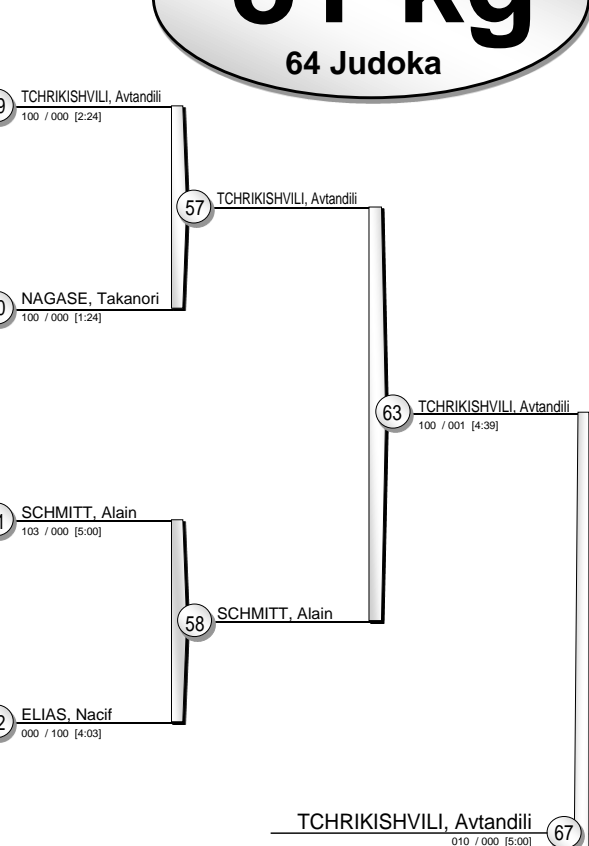 kg
64 Judoka
TCHRIKISHVILI, Avtandili
100 / 000 [2:24]
57
TCHRIKISHVILI, Avtandili
NAGASE, Takanori
100 / 000 [1:24]
63
TCHRIKISHVILI, Avtandili
100 / 001 [4:39]
SCHMITT, Alain
103 / 000 [5:00]
58
SCHMITT, Alain
ELIAS, Nacif
000 / 100 [4:03]
TCHRIKISHVILI, Avtandili
67
010 / 000 [5:00]